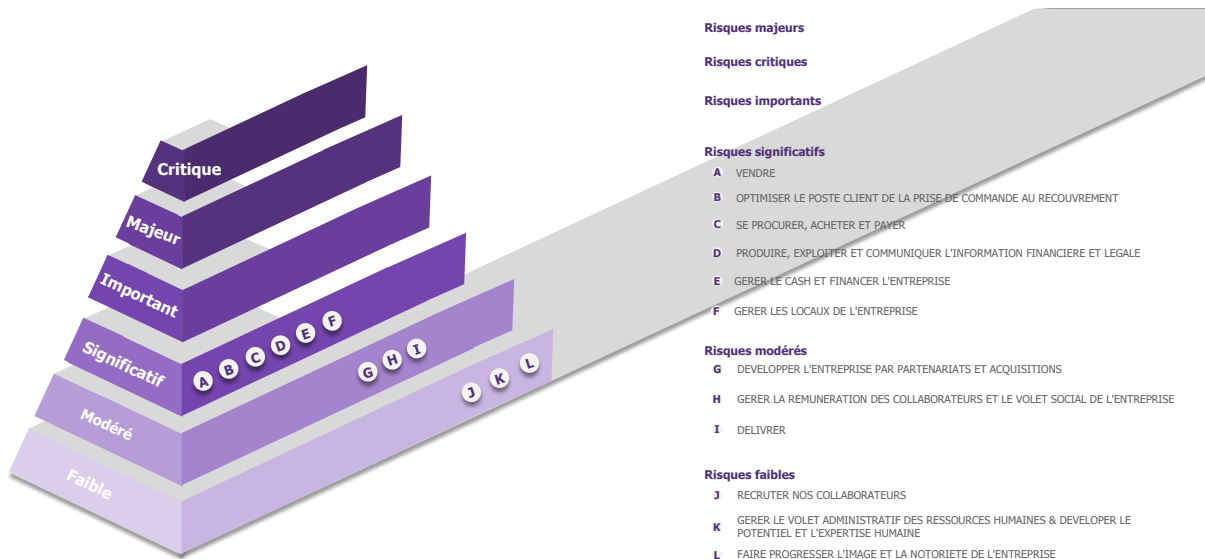 Critique
Majeur
Important
Significatif
Modéré
Faible
A B C D E F
G H I
J K L
Risques majeurs
Risques critiques
Risques importants
Risques significatifs
A VENDRE
B OPTIMISER LE POSTE CLIENT DE LA PRISE DE COMMANDE AU RECOUVREMENT
C SE PROCURER, ACHETER ET PAYER
D PRODUIRE, EXPLOITER ET COMMUNIQUER L'INFORMATION FINANCIERE ET LEGALE
E GERER LE CASH ET FINANCER L'ENTREPRISE
F GERER LES LOCAUX DE L'ENTREPRISE
Risques modérés
G DEVELOPPER L'ENTREPRISE PAR PARTENARIATS ET ACQUISITIONS
H GERER LA REMUNERATION DES COLLABORATEURS ET LE VOLET SOCIAL DE L'ENTREPRISE
I DELIVRER
Risques faibles
J RECRUTER NOS COLLABORATEURS
K GERER LE VOLET ADMINISTRATIF DES RESSOURCES HUMAINES & DEVELOPER LE
POTENTIEL ET L'EXPERTISE HUMAINE
L FAIRE PROGRESSER L'IMAGE ET LA NOTORIETE DE L'ENTREPRISE